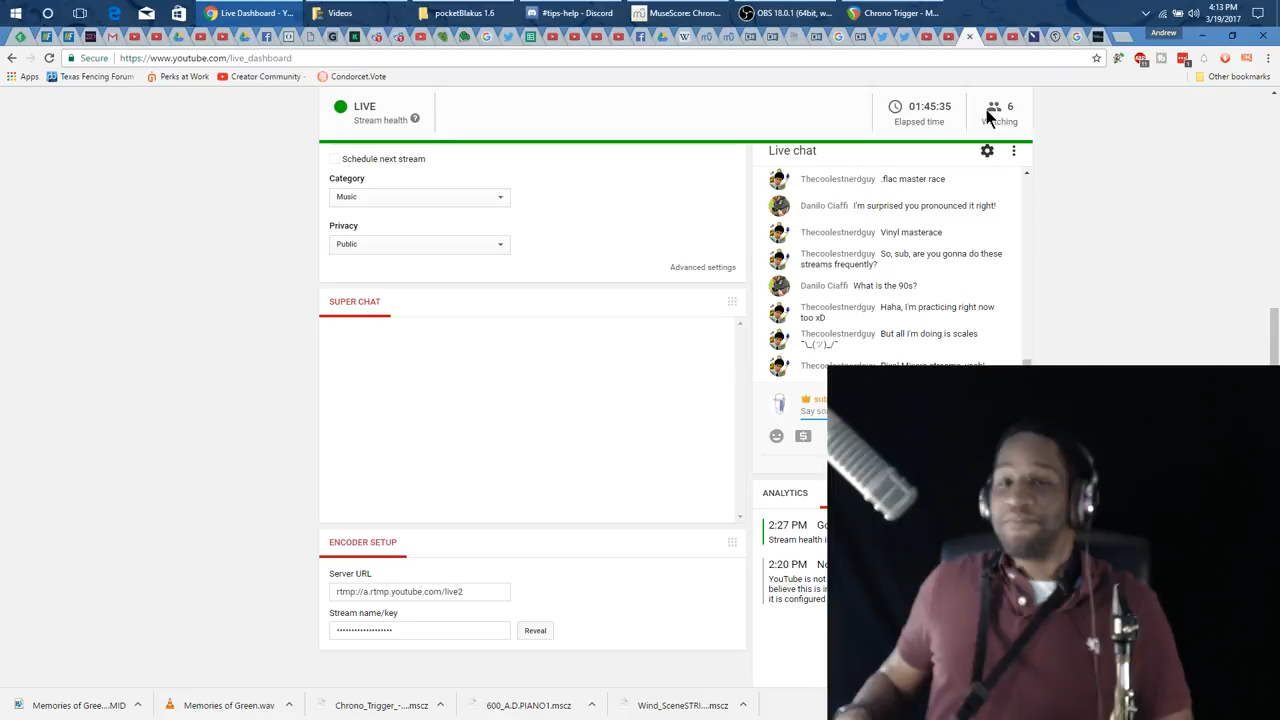 Live Dashboard - Y...
Videos
pocketBlakus 1.6
#tips-help - Discord
MuseScore: Chron...
OBS 18.0.1 (64bit, w...
Chrono Trigger - M...
4:13 PM
3/19/2017
Andrew
Secure
https://www.youtube.com/live_dashboard
Apps
Texas Fencing Forum
Perks at Work
Creator Community
Condorcet.Vote
Other bookmarks
LIVE
Stream health
01:45:35
Elapsed time
6
Watching
Schedule next stream
Category
Music
Privacy
Public
Advanced settings
SUPER CHAT
ENCODER SETUP
Server URL
rtmp://a.rtmp.youtube.com/live2
Stream name/key
Reveal
Live chat
Thecoolestnerdguy .flac master race
Danilo Ciaffi I'm surprised you pronounced it right!
Thecoolestnerdguy Vinyl masterace
Thecoolestnerdguy So, sub, are you gonna do these
streams frequently?
Danilo Ciaffi What is the 90s?
Thecoolestnerdguy Haha, I'm practicing right now
too xD
Thecoolestnerdguy But all I'm doing is scales
¯\_(ツ)_/¯
sub
Say so
ANALYTICS
2:27 PM Go
Stream health i
2:20 PM No
YouTube is not
believe this is i
it is configured
Memories of Gree....MID
Memories of Green.wav
Chrono_Trigger_-....mscz
600_A.D.PIANO1.mscz
Wind_SceneSTRI....mscz